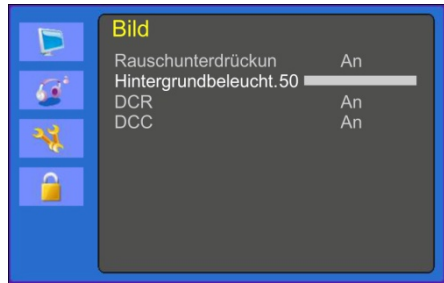 Bild
Rauschunterdrückun An
Hintergrundbeleucht.50
DCR An
DCC An